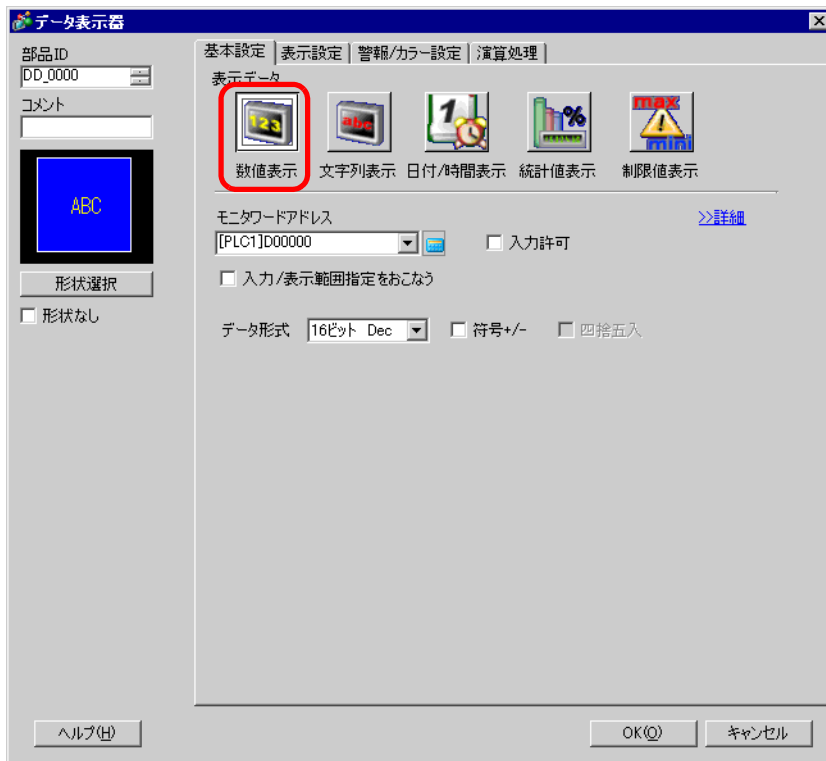 データ表示器
部品ID
DD_0000
コメント
ABC
形状選択
形状なし
基本設定 表示設定 警報/カラー設定 演算処理
表示データ
123 abc 1 % max mini
数値表示 文字列表示 日付/時間表示 統計値表示 制限値表示
モニタワードアドレス >>詳細
[PLC1]D00000 入力許可
入力/表示範囲指定をおこなう
データ形式 16ビット Dec 符号+/- 四捨五入
ヘルプ(H) OK(O) キャンセル